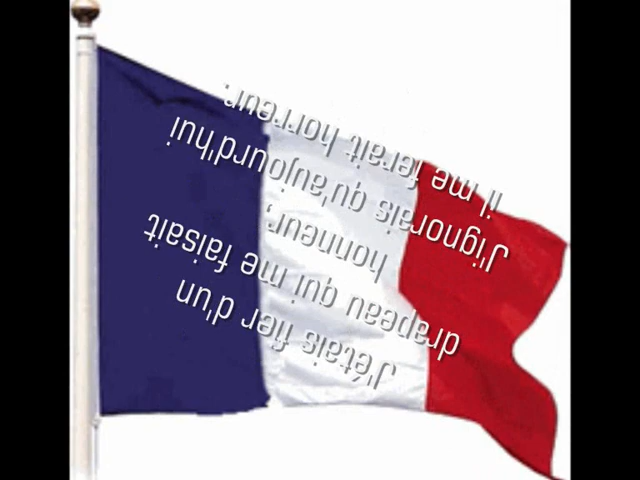 J'étais fier d'un
drapeau qui me faisait
honneur,
J'ignorais qu'aujourd'hui
il me ferait horreur.